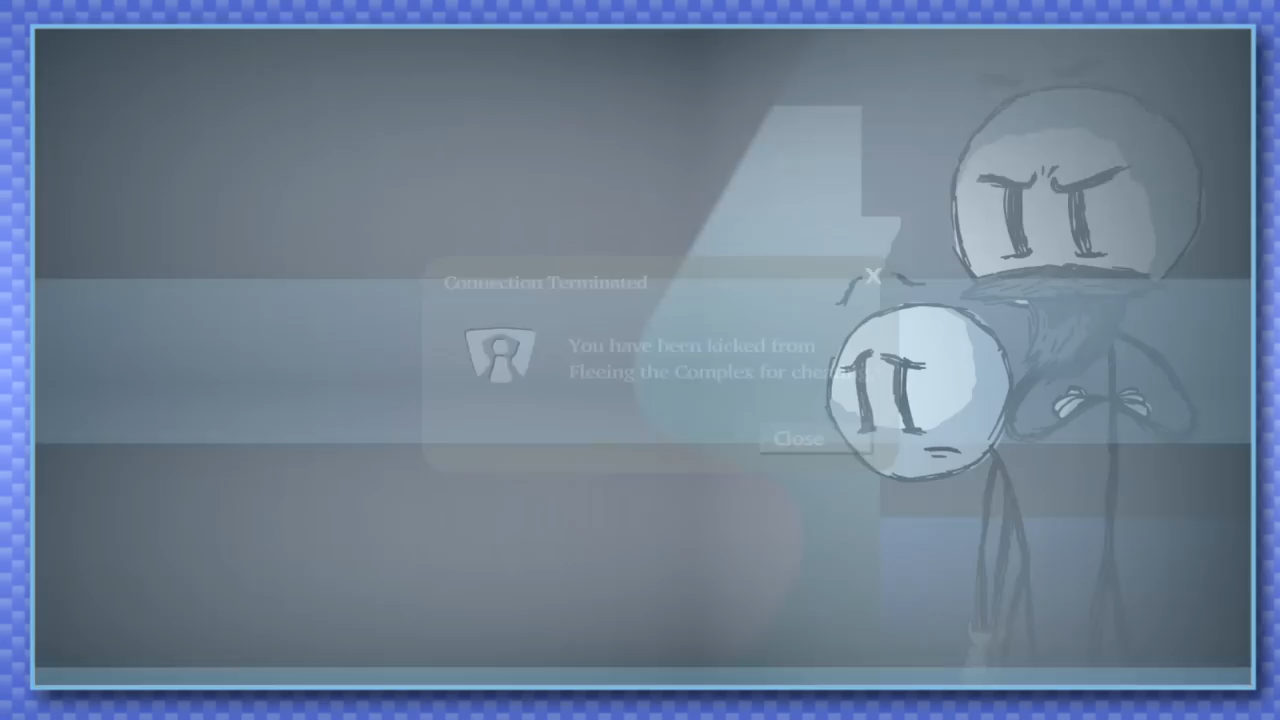 Connection Terminated
X
You have been kicked from
Fleeing the Complex for
Close